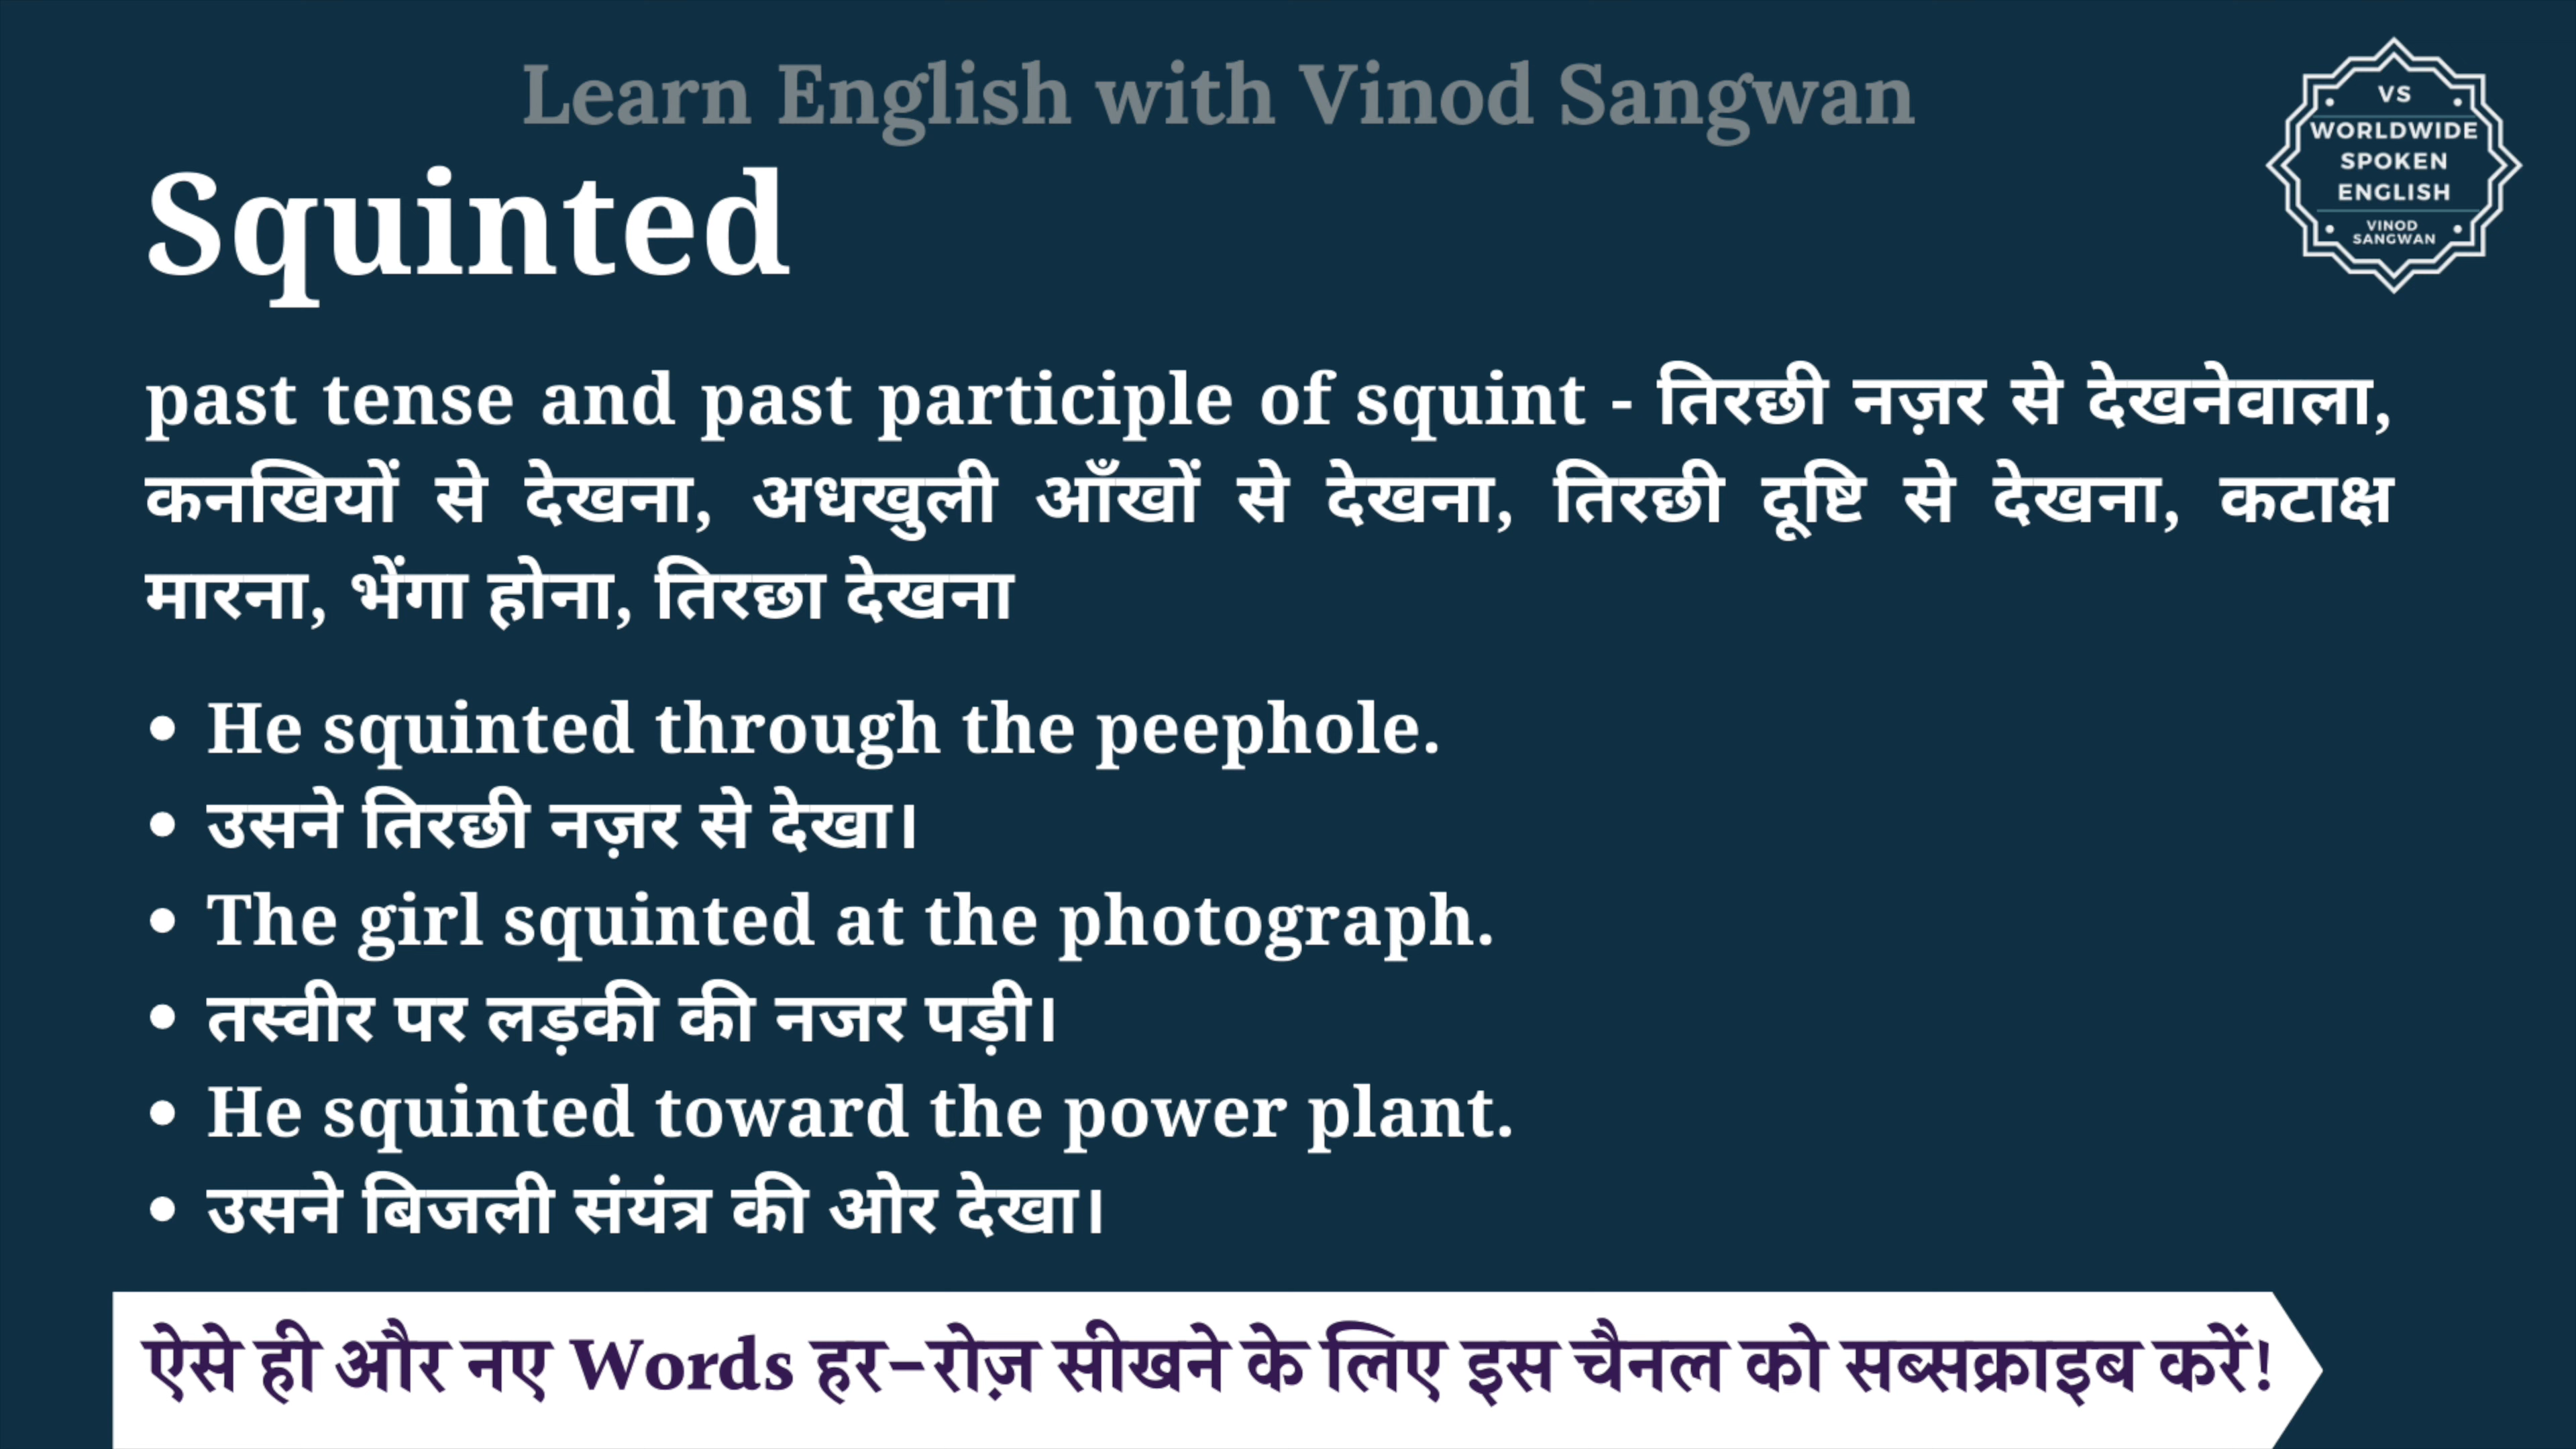 Learn English with Vinod Sangwan
VS
WORLDWIDE
SPOKEN
ENGLISH
VINOD
SANGWAN
Squinted
past tense and past participle of squint - तिरछी नज़र से देखनेवाला,
कनखियों से देखना, अधखुली आँखों से देखना, तिरछी दूष्टि से देखना, कटाक्ष
मारना, भेंगा होना, तिरछा देखना
• He squinted through the peephole.
• उसने तिरछी नज़र से देखा।
• The girl squinted at the photograph.
• तस्वीर पर लड़की की नजर पड़ी।
• He squinted toward the power plant.
• उसने बिजली संयंत्र की ओर देखा।
ऐसे ही और नए Words हर-रोज़ सीखने के लिए इस चैनल को सब्सक्राइब करें!